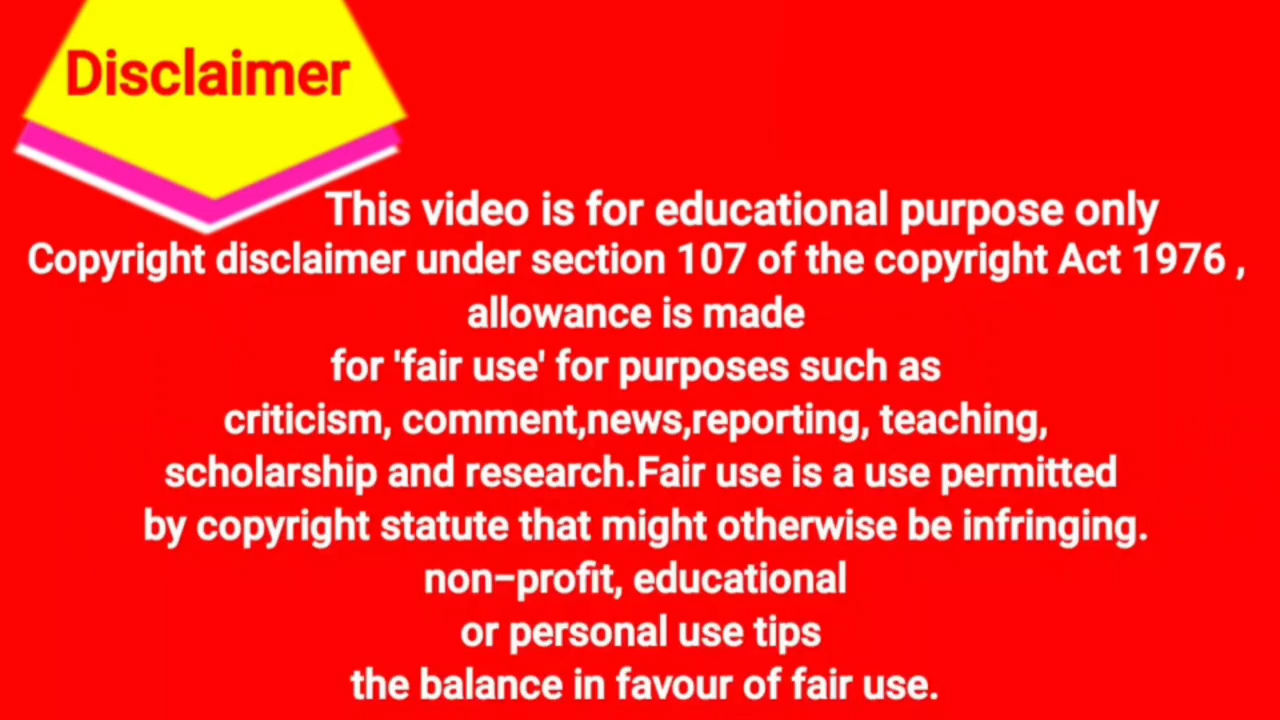 Disclaimer
This video is for educational purpose only
Copyright disclaimer under section 107 of the copyright Act 1976 ,
allowance is made
for 'fair use' for purposes such as
criticism, comment,news,reporting, teaching,
scholarship and research.Fair use is a use permitted
by copyright statute that might otherwise be infringing.
non-profit, educational
or personal use tips
the balance in favour of fair use.